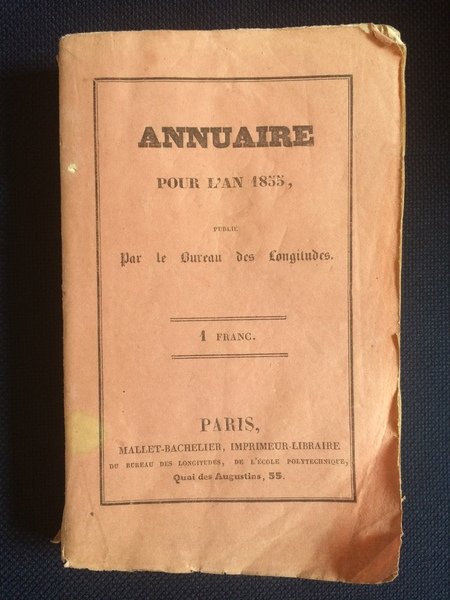 ANNUAIRE
POUR L'AN 1855,
PUBLIÉ
Par le Bureau des Longitudes.
1 FRANC.
PARIS,
MALLET-BACHELIER, IMPRIMEUR-LIBRAIRE
DU BUREAU DES LONGITUDES, DE L'ÉCOLE POLYTECHNIQUE,
Quai des Augustins, 55.